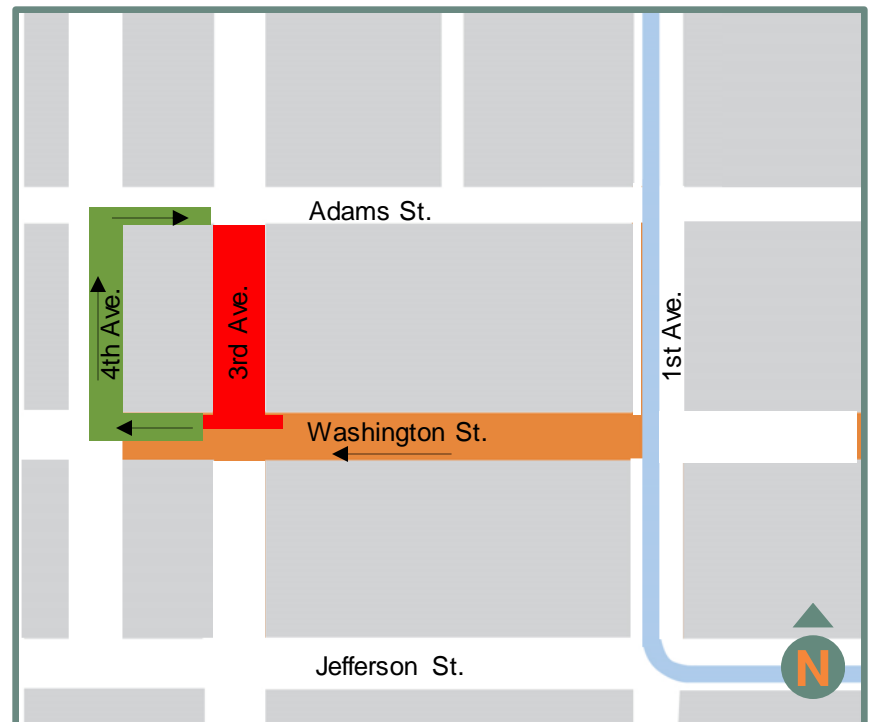 Adams St.
4th Ave.
3rd Ave.
1st Ave.
Washington St.
Jefferson St.
N